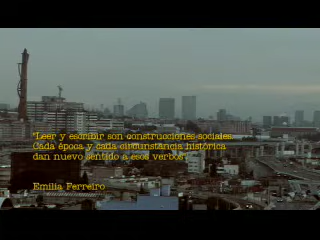 "Leer y escribir son construcciones sociales.
Cada época y cada circunstancia histórica
dan nuevo sentido a esos verbos".
Emilia Ferreiro